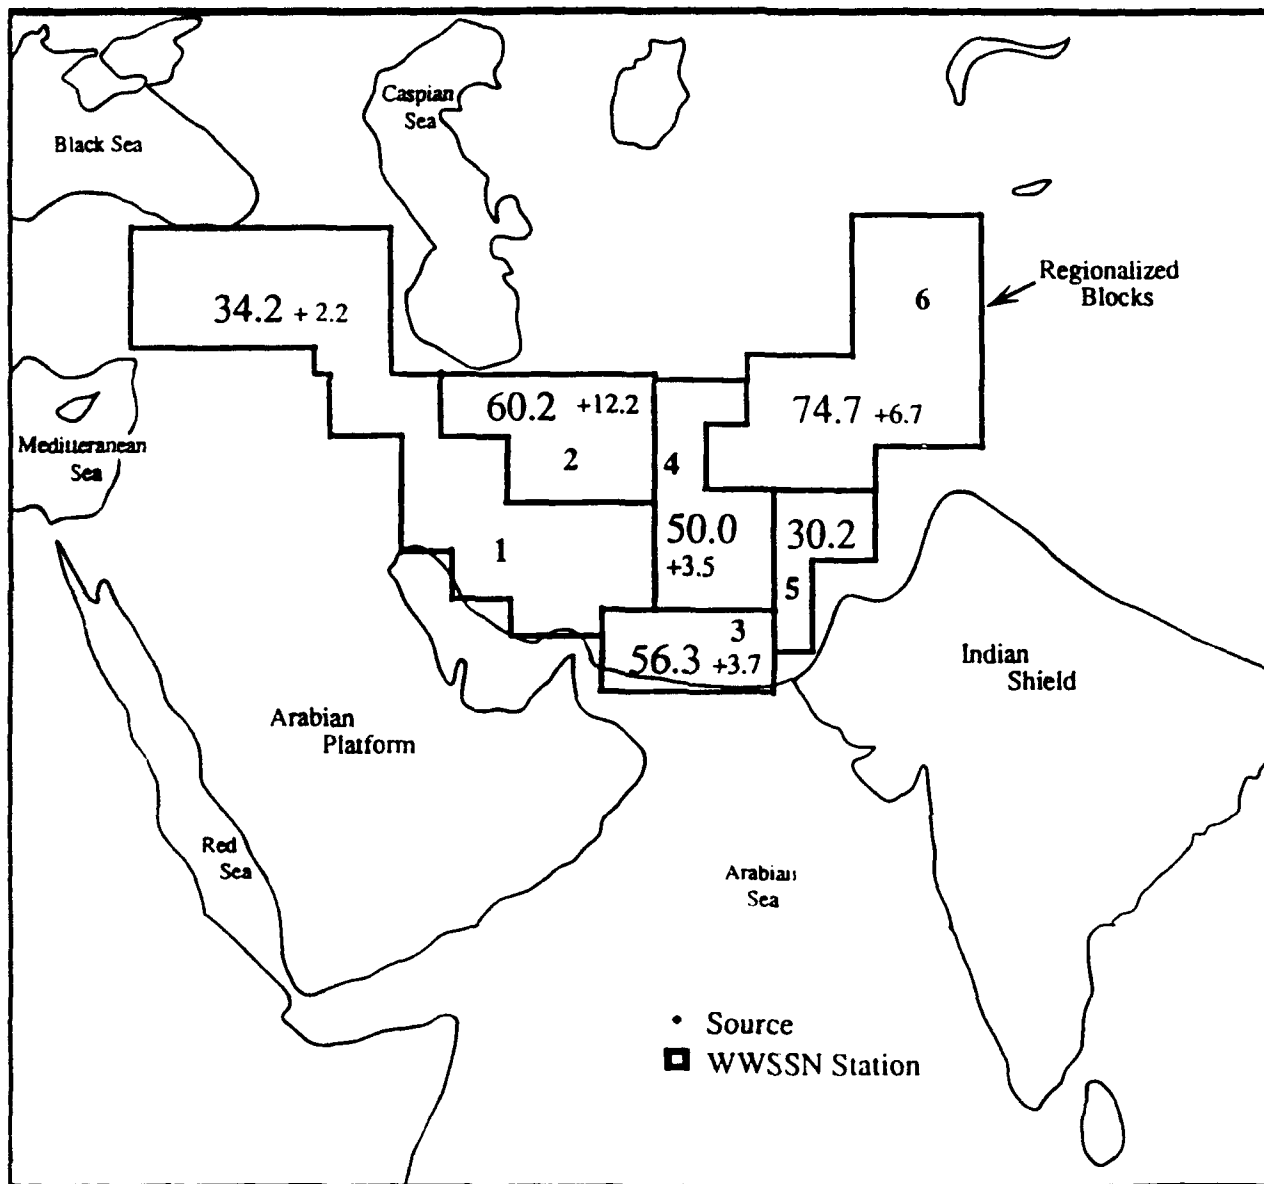 Caspian
Sea
Black Sea
Regionalized
Blocks
6
34.2 + 2.2
60.2 +12.2
74.7 +6.7
Mediterranean
Sea
2
4
50.0
+3.5
30.2
1
5
3
56.3 +3.7
Indian
Shield
Arabian
Platform
Red
Sea
Arabian
Sea
• Source
WWSSN Station